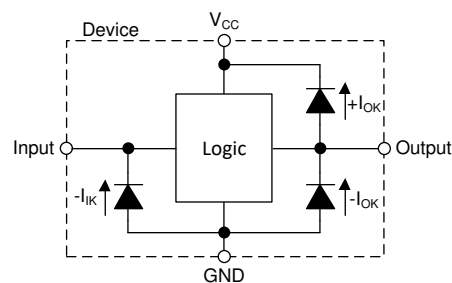 Device
VCC
+IOK
Input
Logic
Output
-IIK
-IOK
GND